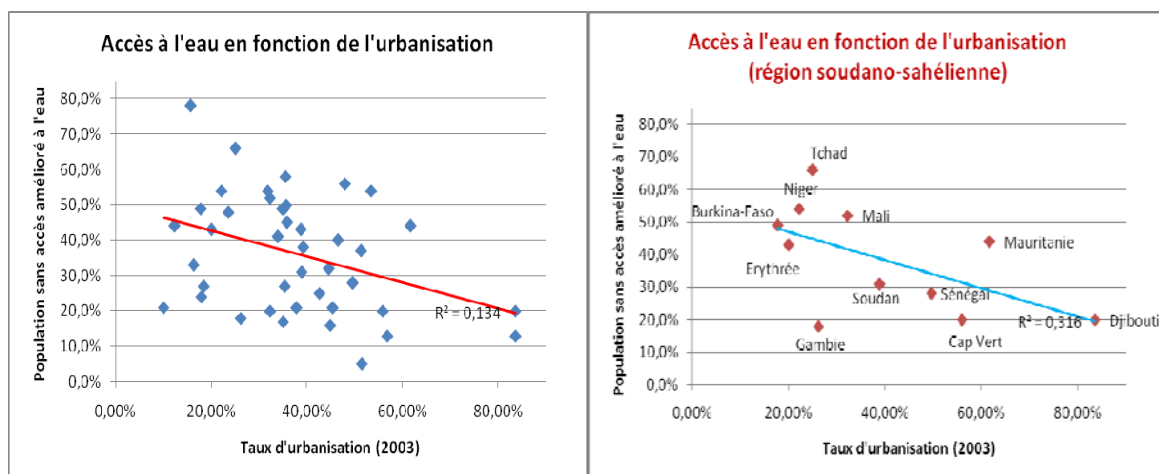 Accès à l'eau en fonction de l'urbanisation
Population sans accès amélioré à l'eau
80,0%
70,0%
60,0%
50,0%
40,0%
30,0%
20,0%
10,0%
0,0%
R² = 0,134
0,00%
20,00%
40,00%
60,00%
80,00%
Taux d'urbanisation (2003)
Accès à l'eau en fonction de l'urbanisation
(région soudano-sahélienne)
Population sans accès amélioré à l'eau
80,0%
70,0%
60,0%
50,0%
40,0%
30,0%
20,0%
10,0%
0,0%
Tchad
Niger
Burkina-Faso
Mali
Mauritanie
Erythrée
Soudan
Sénégal
R² = 0,316
Djibouti
Gambie
Cap Vert
0,00%
20,00%
40,00%
60,00%
80,00%
Taux d'urbanisation (2003)